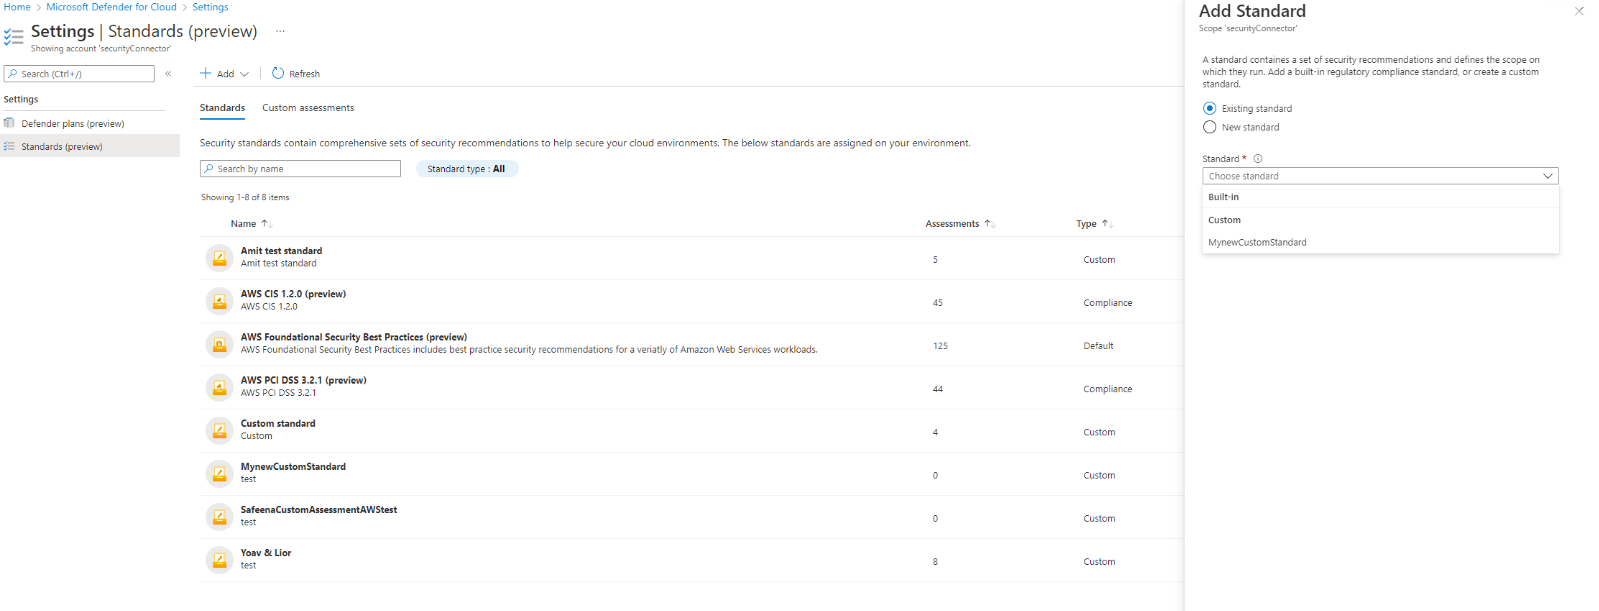 Home > Microsoft Defender for Cloud > Settings
Settings | Standards (preview) ...
Showing account 'securityConnector'
Search (Ctrl+/) «
Settings
Defender plans (preview)
Standards (preview)
+ Add Refresh
Standards Custom assessments
Security standards contain comprehensive sets of security recommendations to help secure your cloud environments. The below standards are assigned on your environment.
Search by name Standard type : All
Showing 1-8 of 8 items
Name ↑↓ Assessments ↑↓ Type ↑↓
Amit test standard
Amit test standard
5 Custom
AWS CIS 1.2.0 (preview)
AWS CIS 1.2.0
45 Compliance
AWS Foundational Security Best Practices (preview)
AWS Foundational Security Best Practices includes best practice security recommendations for a veriatly of Amazon Web Services workloads.
125 Default
AWS PCI DSS 3.2.1 (preview)
AWS PCI DSS 3.2.1
44 Compliance
Custom standard
Custom
4 Custom
MynewCustomStandard
test
0 Custom
SafeenaCustomAssessmentAWStest
test
0 Custom
Yoav & Lior
test
8 Custom
Add Standard
Scope 'securityConnector'
A standard containes a set of security recommendations and defines the scope on
which they run. Add a built-in regulatory compliance standard, or create a custom
standard.
Existing standard
New standard
Standard *
Choose standard
Built-in
Custom
MynewCustomStandard